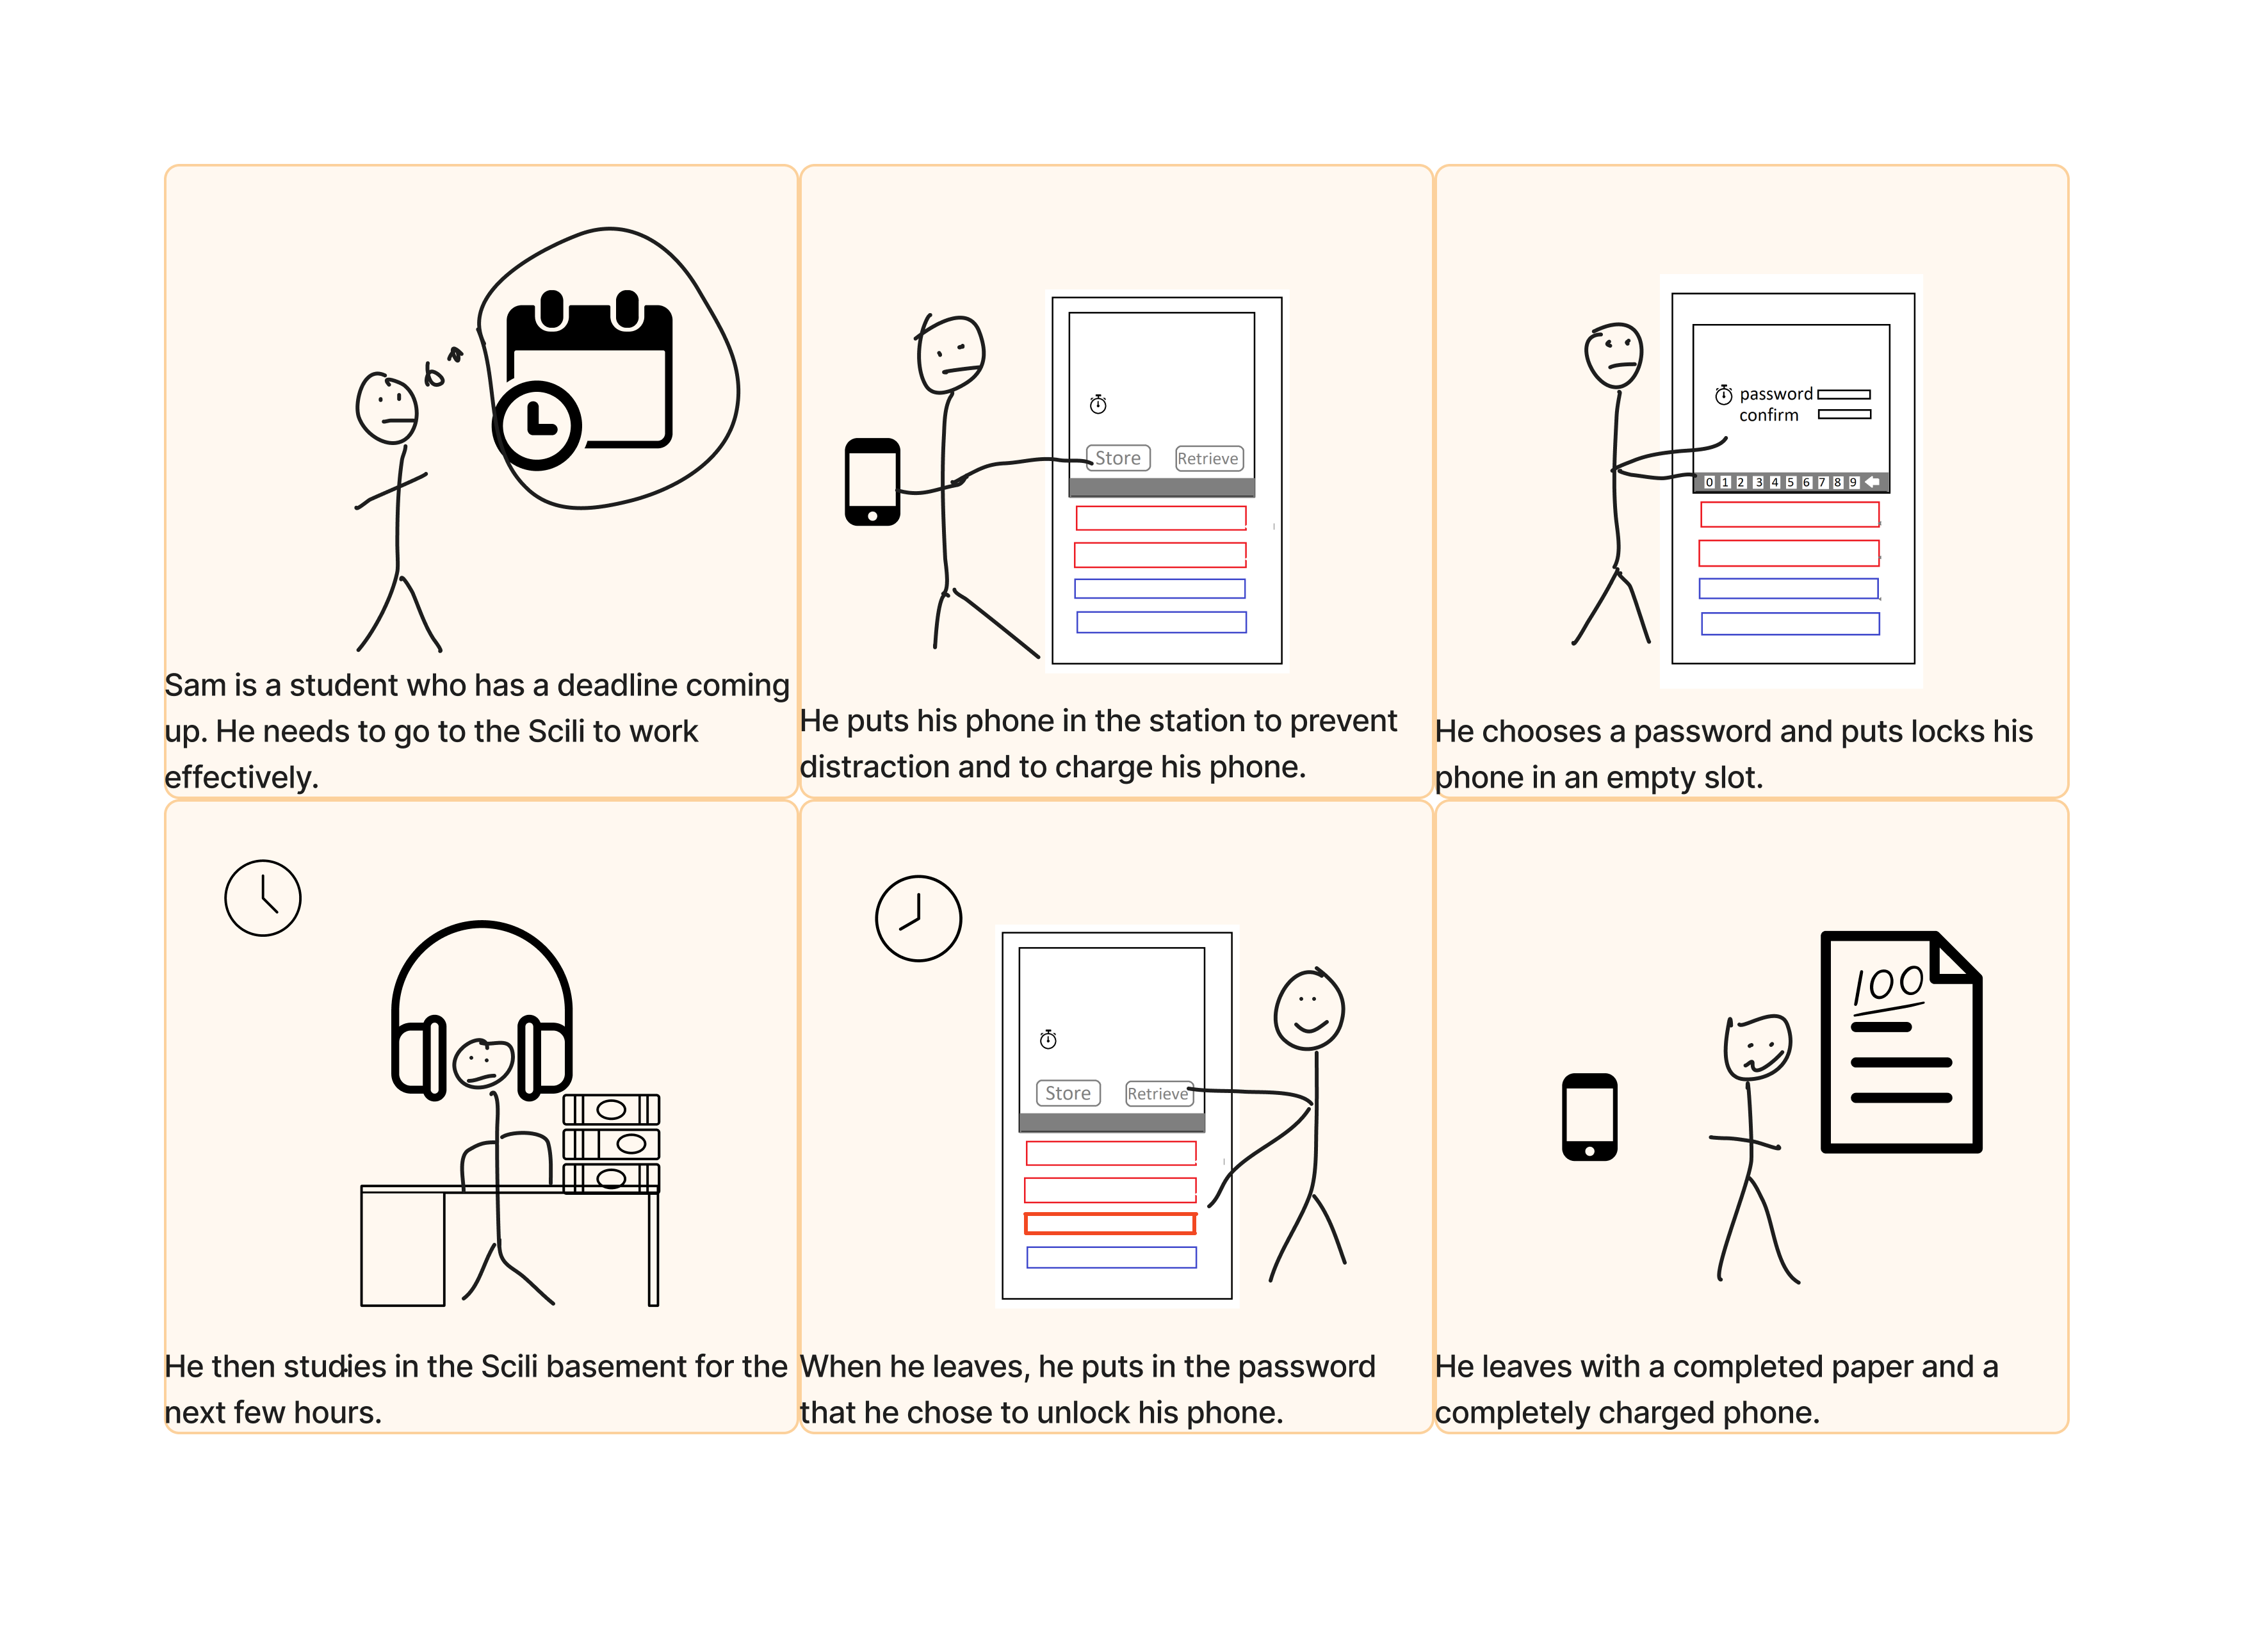 Sam is a student who has a deadline coming
up. He needs to go to the Scili to work
effectively.
Store Retrieve
He puts his phone in the station to prevent
distraction and to charge his phone.
password
confirm
0 1 2 3 4 5 6 7 8 9
He chooses a password and puts locks his
phone in an empty slot.
He then studies in the Scili basement for the
next few hours.
Store Retrieve
When he leaves, he puts in the password
that he chose to unlock his phone.
100
He leaves with a completed paper and a
completely charged phone.